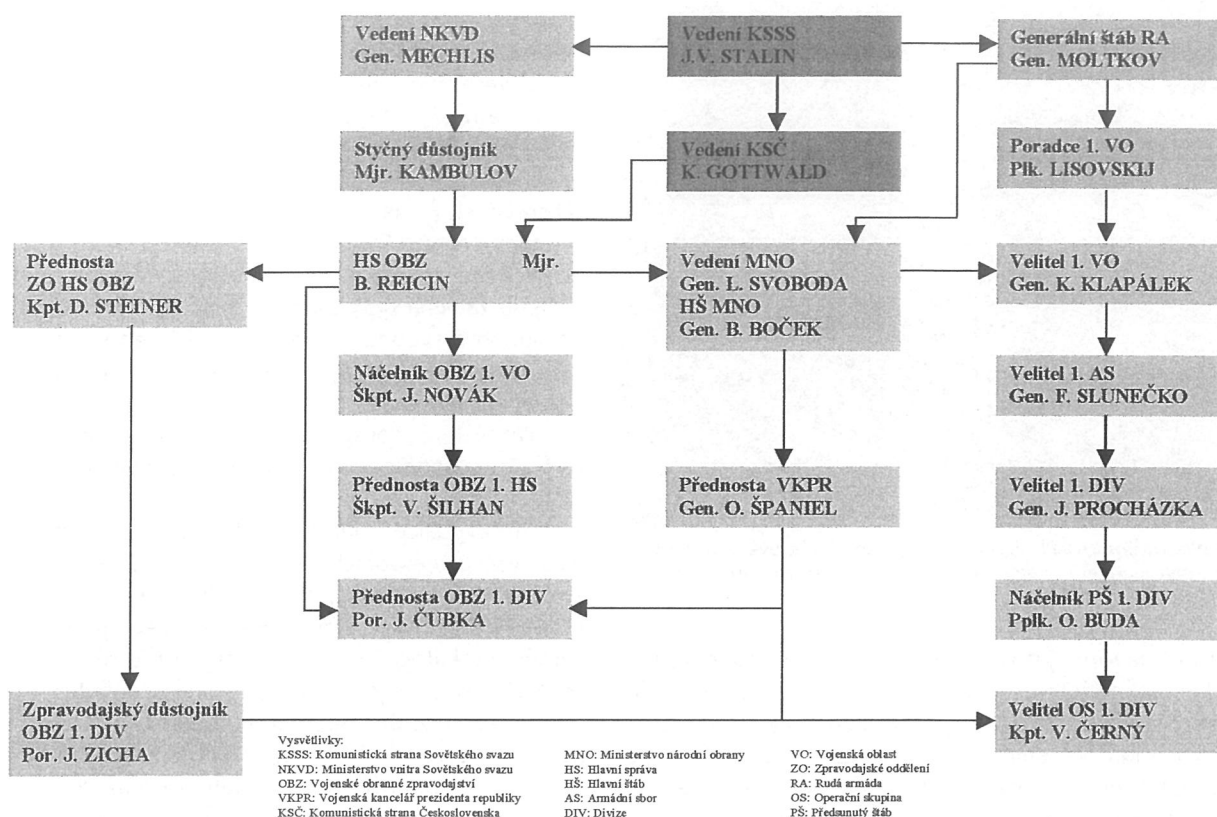 Vedení NKVD
Gen. MECHLIS
Vedení KSSS
J.V. STALIN
Generální štáb RA
Gen. MOLTKOV
Styčný důstojník
Mjr. KAMBULOV
Vedení KSČ
K. GOTTWALD
Poradce 1. VO
Plk. LISOVSKIJ
Přednosta
ZO HS OBZ
Kpt. D. STEINER
HS OBZ Mjr.
B. REICIN
Vedení MNO
Gen. L. SVOBODA
HŠ MNO
Gen. B. BOČEK
Velitel 1. VO
Gen. K. KLAPÁLEK
Náčelník OBZ 1. VO
Škpt. J. NOVÁK
Velitel 1. AS
Gen. F. SLUNEČKO
Přednosta OBZ 1. HS
Škpt. V. ŠILHAN
Přednosta VKPR
Gen. O. ŠPANIEL
Velitel 1. DIV
Gen. J. PROCHÁZKA
Přednosta OBZ 1. DIV
Por. J. ČUBKA
Náčelník PŠ 1. DIV
Pplk. O. BUDA
Zpravodajský důstojník
OBZ 1. DIV
Por. J. ZICHA
Velitel OS 1. DIV
Kpt. V. ČERNÝ
Vysvětlivky:
KSSS: Komunistická strana Sovětského svazu
NKVD: Ministerstvo vnitra Sovětského svazu
OBZ: Vojenské obranné zpravodajství
VKPR: Vojenská kancelář prezidenta republiky
KSČ: Komunistická strana Československa
MNO: Ministerstvo národní obrany
HS: Hlavní správa
HŠ: Hlavní štáb
AS: Armádní sbor
DIV: Divize
VO: Vojenská oblast
ZO: Zpravodajské oddělení
RA: Rudá armáda
OS: Operační skupina
PŠ: Předsunutý štáb